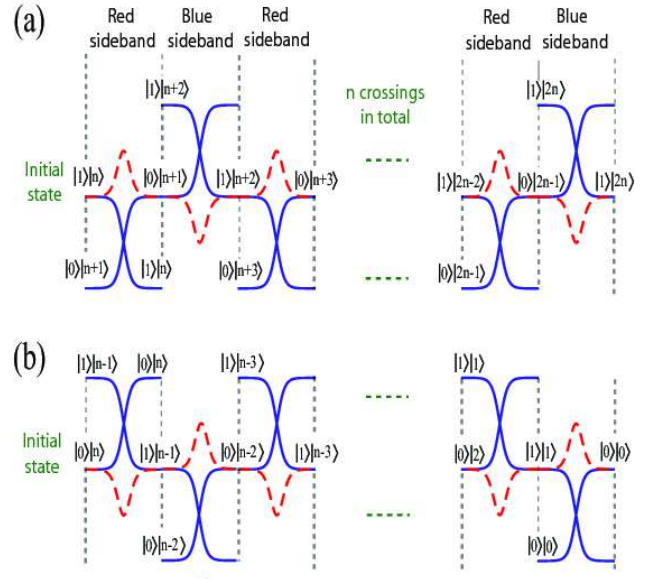 (a)
Red
sideband
Blue
sideband
Red
sideband
Red
sideband
Blue
sideband
n crossings
in total
|1⟩|n+2⟩
|1⟩|2n⟩
Initial
state
|1⟩|n⟩
|0⟩|n+1⟩
|1⟩|n+2⟩
|0⟩|n+3⟩
|1⟩|2n-2⟩
|0⟩|2n-1⟩
|1⟩|2n⟩
|0⟩|n+1⟩
|1⟩|n⟩
|0⟩|n+3⟩
|0⟩|2n-1⟩
(b)
|1⟩|n-1⟩
|0⟩|n⟩
|1⟩|n-3⟩
|1⟩|1⟩
Initial
state
|0⟩|n⟩
|1⟩|n-1⟩
|0⟩|n-2⟩
|1⟩|n-3⟩
|0⟩|2⟩
|1⟩|1⟩
|0⟩|0⟩
|0⟩|n-2⟩
|0⟩|0⟩